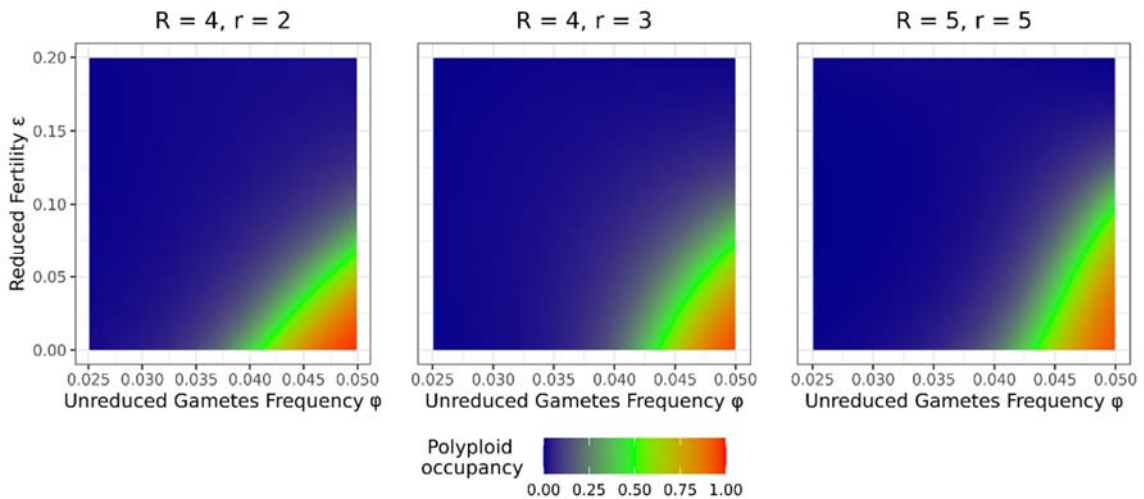 R = 4, r = 2
R = 4, r = 3
R = 5, r = 5
Reduced Fertility ε
0.20
0.15
0.10
0.05
0.00
0.025 0.030 0.035 0.040 0.045 0.050
0.025 0.030 0.035 0.040 0.045 0.050
0.025 0.030 0.035 0.040 0.045 0.050
Unreduced Gametes Frequency φ
Unreduced Gametes Frequency φ
Unreduced Gametes Frequency φ
Polyploid
occupancy
0.00 0.25 0.50 0.75 1.00